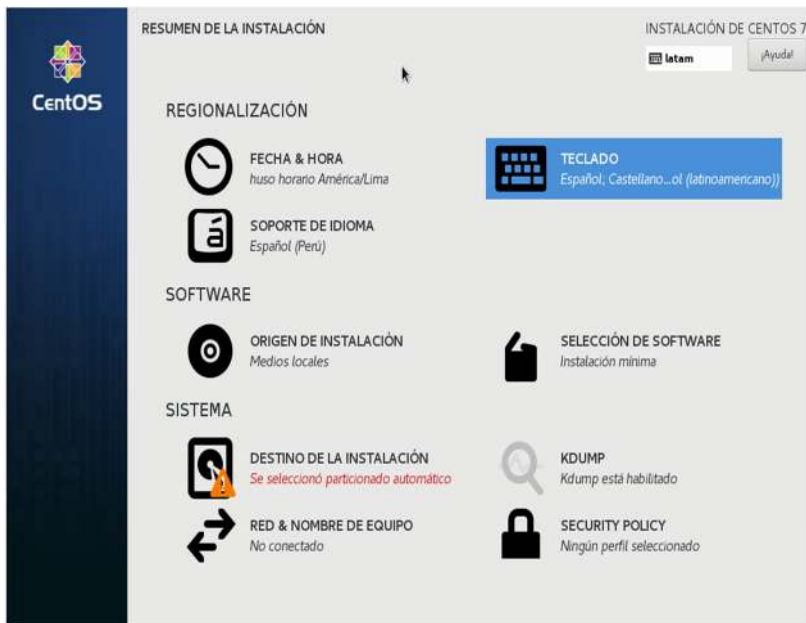 RESUMEN DE LA INSTALACIÓN
INSTALACIÓN DE CENTOS 7
latam
¡Ayuda!
CentOS
REGIONALIZACIÓN
FECHA & HORA
huso horario América/Lima
TECLADO
Español; Castellano...ol (latinoamericano))
á
SOPORTE DE IDIOMA
Español (Perú)
SOFTWARE
ORIGEN DE INSTALACIÓN
Medios locales
SELECCIÓN DE SOFTWARE
Instalación mínima
SISTEMA
DESTINO DE LA INSTALACIÓN
Se seleccionó particionado automático
KDUMP
Kdump está habilitado
RED & NOMBRE DE EQUIPO
No conectado
SECURITY POLICY
Ningún perfil seleccionado